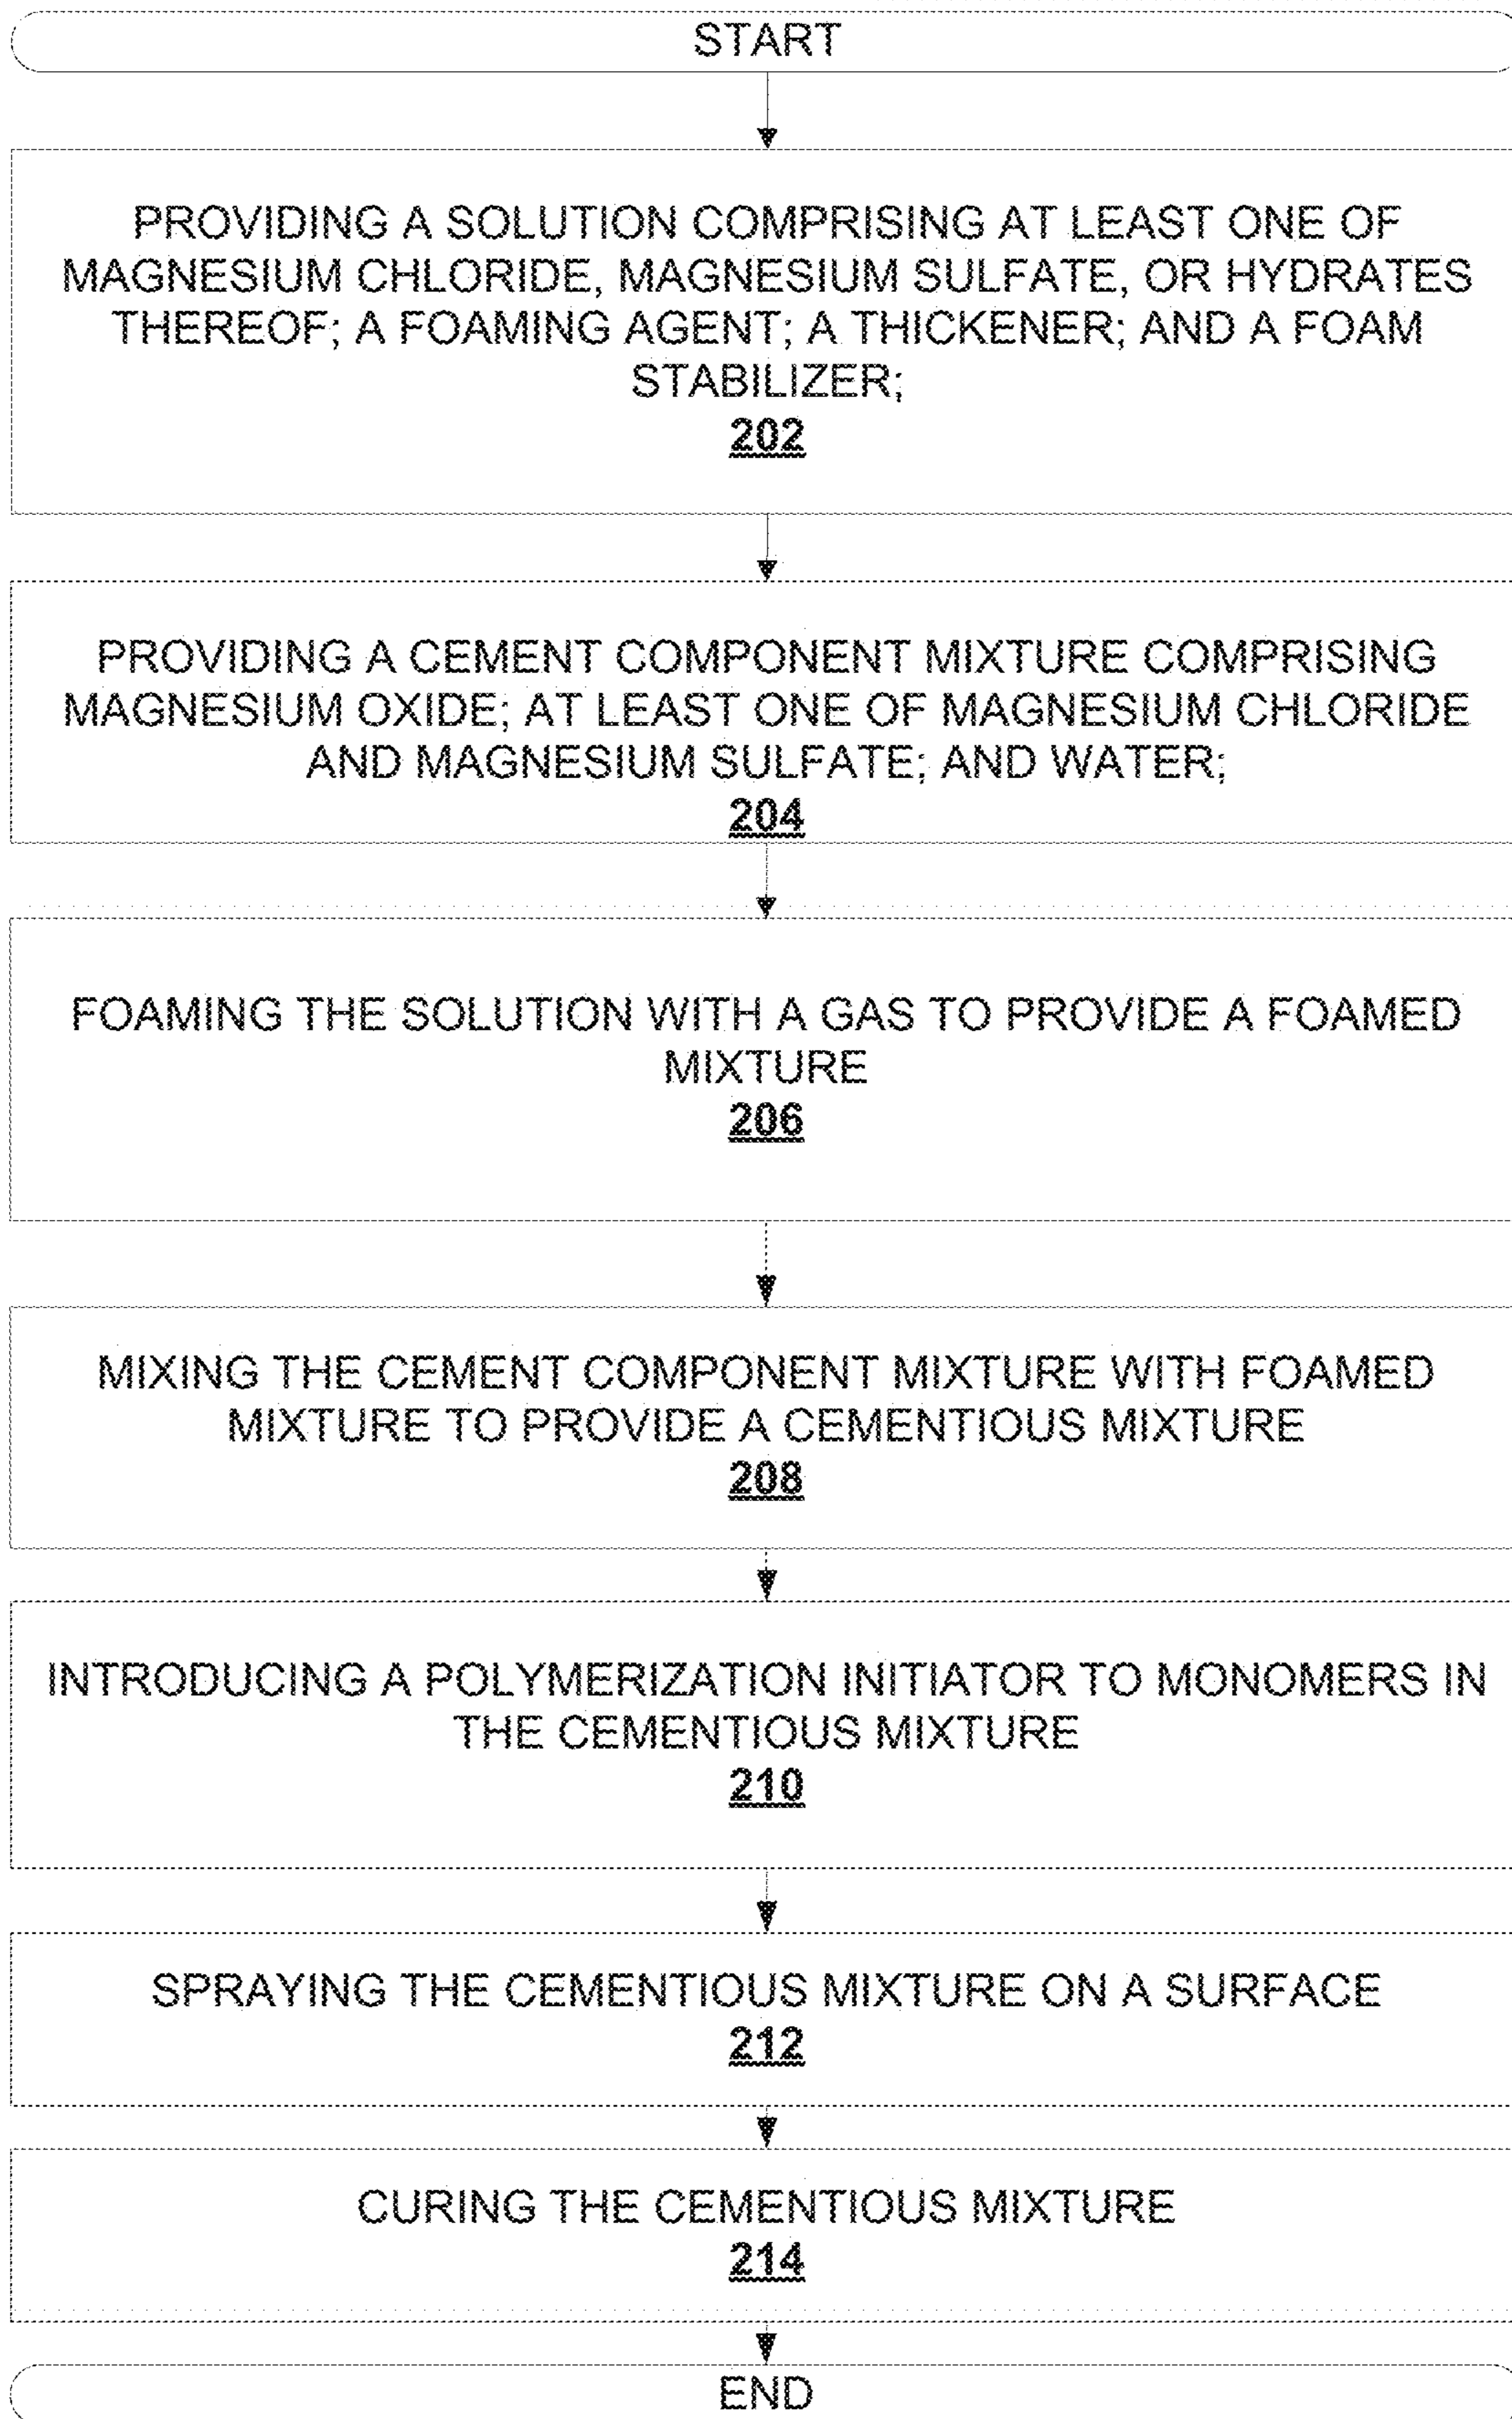 START
PROVIDING A SOLUTION COMPRISING AT LEAST ONE OF
MAGNESIUM CHLORIDE, MAGNESIUM SULFATE, OR HYDRATES
THEREOF; A FOAMING AGENT; A THICKENER; AND A FOAM
STABILIZER;
202
PROVIDING A CEMENT COMPONENT MIXTURE COMPRISING
MAGNESIUM OXIDE; AT LEAST ONE OF MAGNESIUM CHLORIDE
AND MAGNESIUM SULFATE; AND WATER;
204
FOAMING THE SOLUTION WITH A GAS TO PROVIDE A FOAMED
MIXTURE
206
MIXING THE CEMENT COMPONENT MIXTURE WITH FOAMED
MIXTURE TO PROVIDE A CEMENTIOUS MIXTURE
208
INTRODUCING A POLYMERIZATION INITIATOR TO MONOMERS IN
THE CEMENTIOUS MIXTURE
210
SPRAYING THE CEMENTIOUS MIXTURE ON A SURFACE
212
CURING THE CEMENTIOUS MIXTURE
214
END